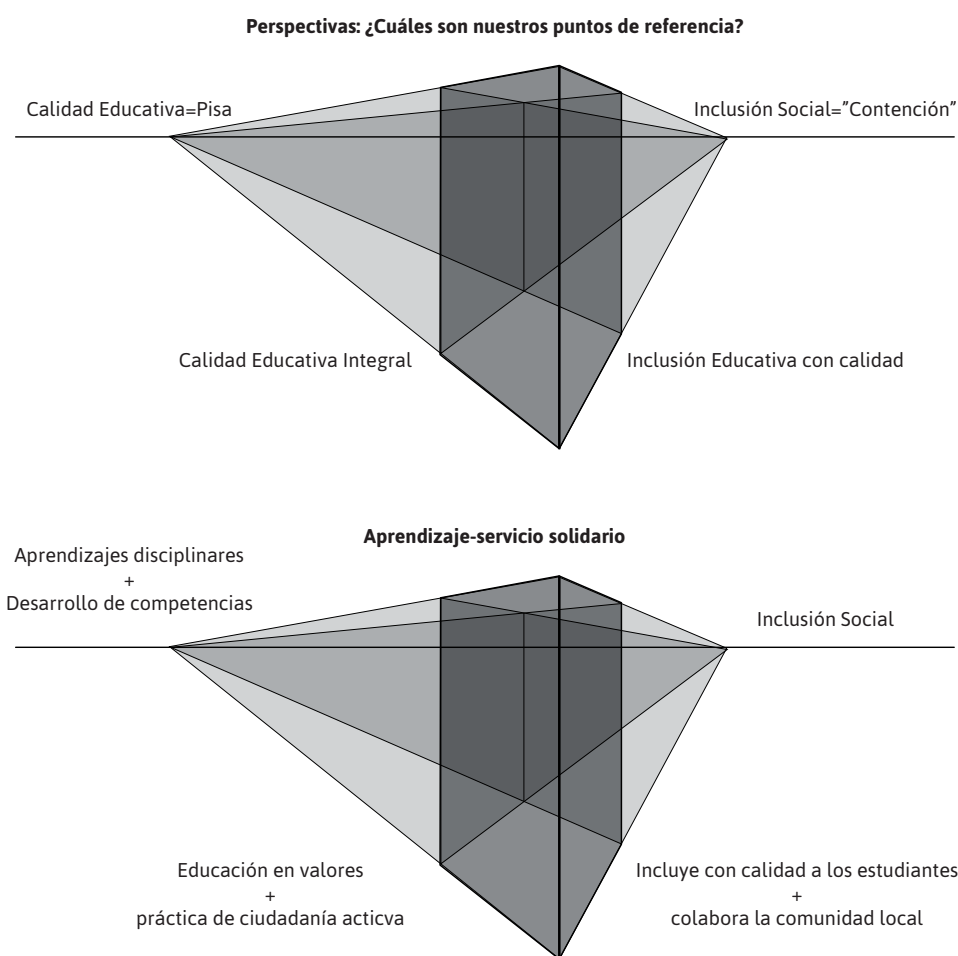 Perspectivas: ¿Cuáles son nuestros puntos de referencia?
Calidad Educativa=Pisa
Inclusión Social=”Contención”
Calidad Educativa Integral
Inclusión Educativa con calidad
Aprendizaje-servicio solidario
Aprendizajes disciplinares
+
Desarrollo de competencias
Inclusión Social
Educación en valores
+
práctica de ciudadanía acticva
Incluye con calidad a los estudiantes
+
colabora la comunidad local